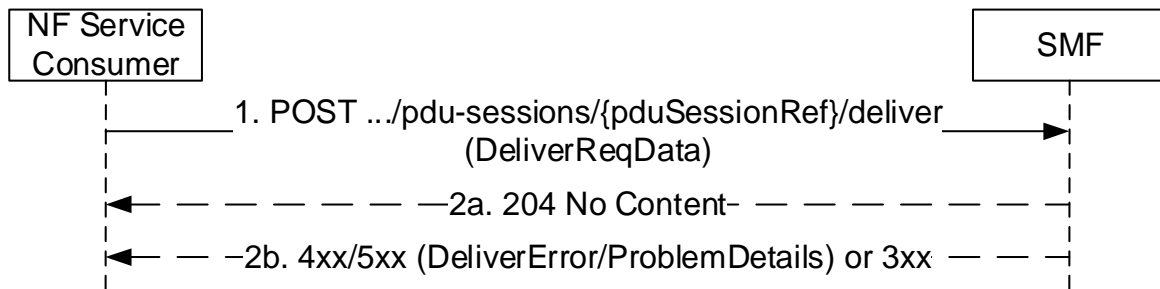 NF Service
Consumer
SMF
1. POST .../pdu-sessions/{pduSessionRef}/deliver
(DeliverReqData)
2a. 204 No Content
2b. 4xx/5xx (DeliverError/ProblemDetails) or 3xx